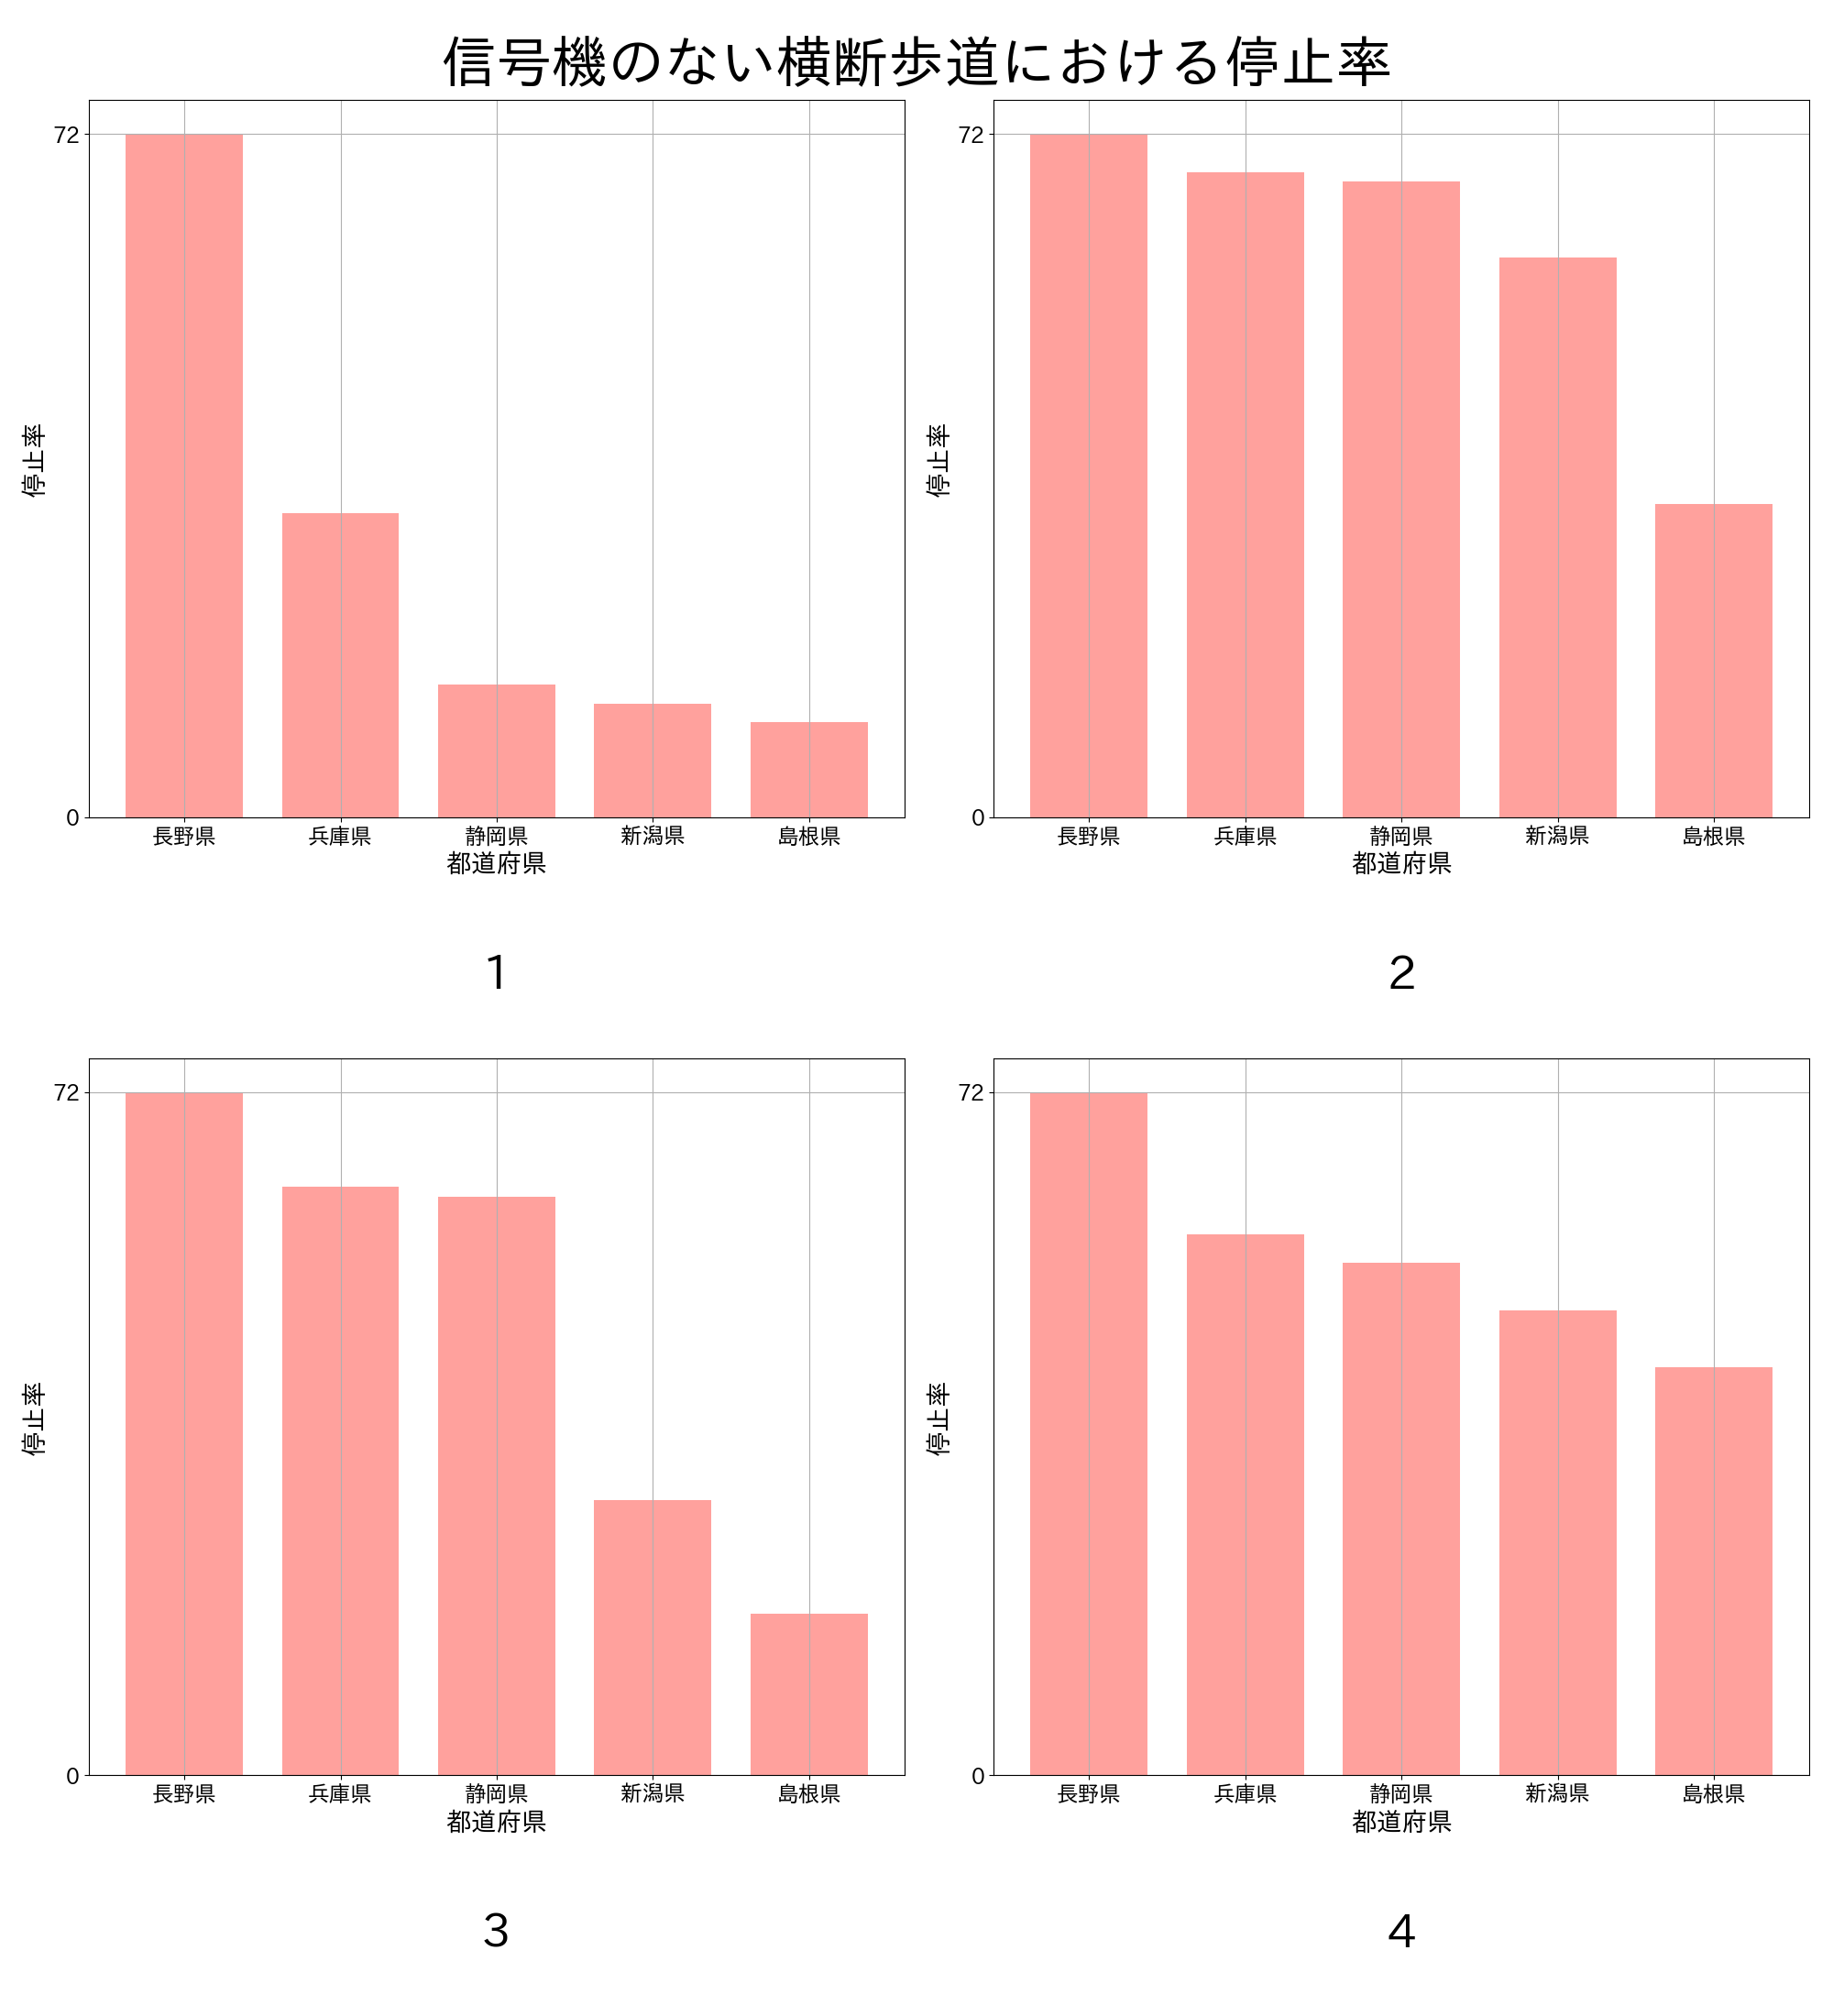 信号機のない横断歩道における停止率
72
0
停止率
長野県 兵庫県 静岡県 新潟県 島根県
都道府県
1
72
0
停止率
長野県 兵庫県 静岡県 新潟県 島根県
都道府県
2
72
0
停止率
長野県 兵庫県 静岡県 新潟県 島根県
都道府県
3
72
0
停止率
長野県 兵庫県 静岡県 新潟県 島根県
都道府県
4